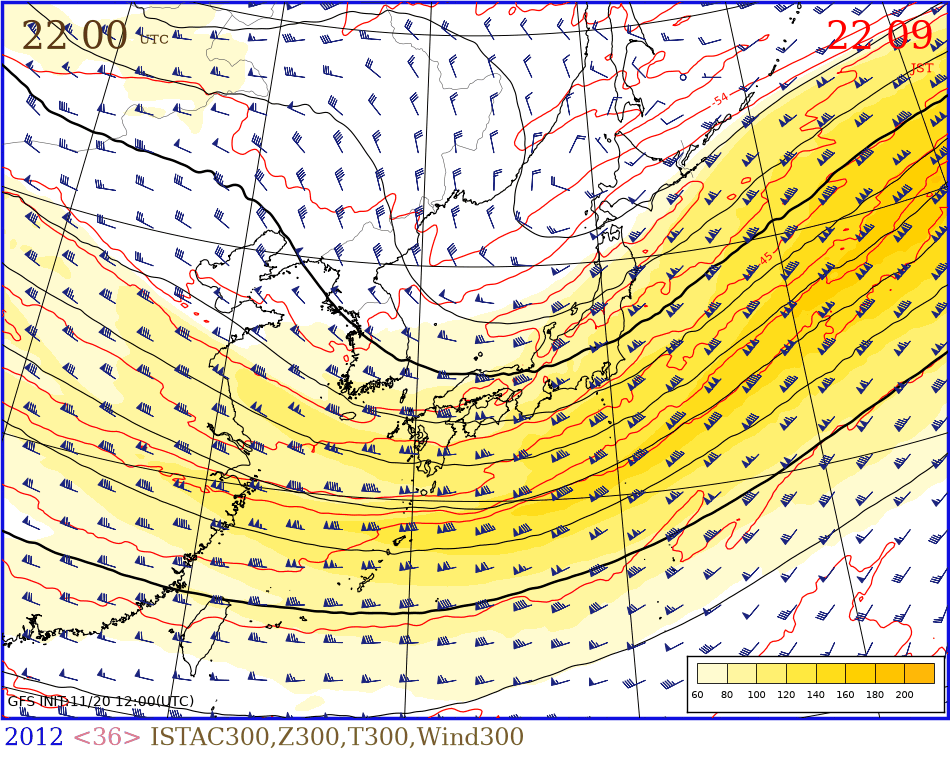 22 00 UTC 22 09
JST
-54
-45
0
60 80 100 120 140 160 180 200
GFS INIT:11/20 12:00(UTC)
2012 <36> ISTAC300,Z300,T300,Wind300